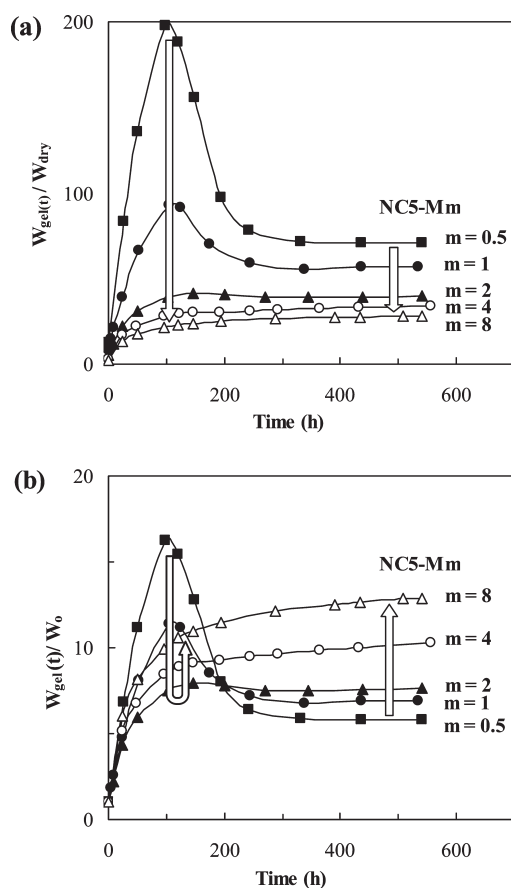 (a)
200
100
0
W_gel(t) / W_dry
NC5-Mm
m = 0.5
m = 1
m = 2
m = 4
m = 8
0 200 400 600
Time (h)
(b)
20
10
0
W_gel(t)/ W_o
NC5-Mm
m = 8
m = 4
m = 2
m = 1
m = 0.5
0 200 400 600
Time (h)